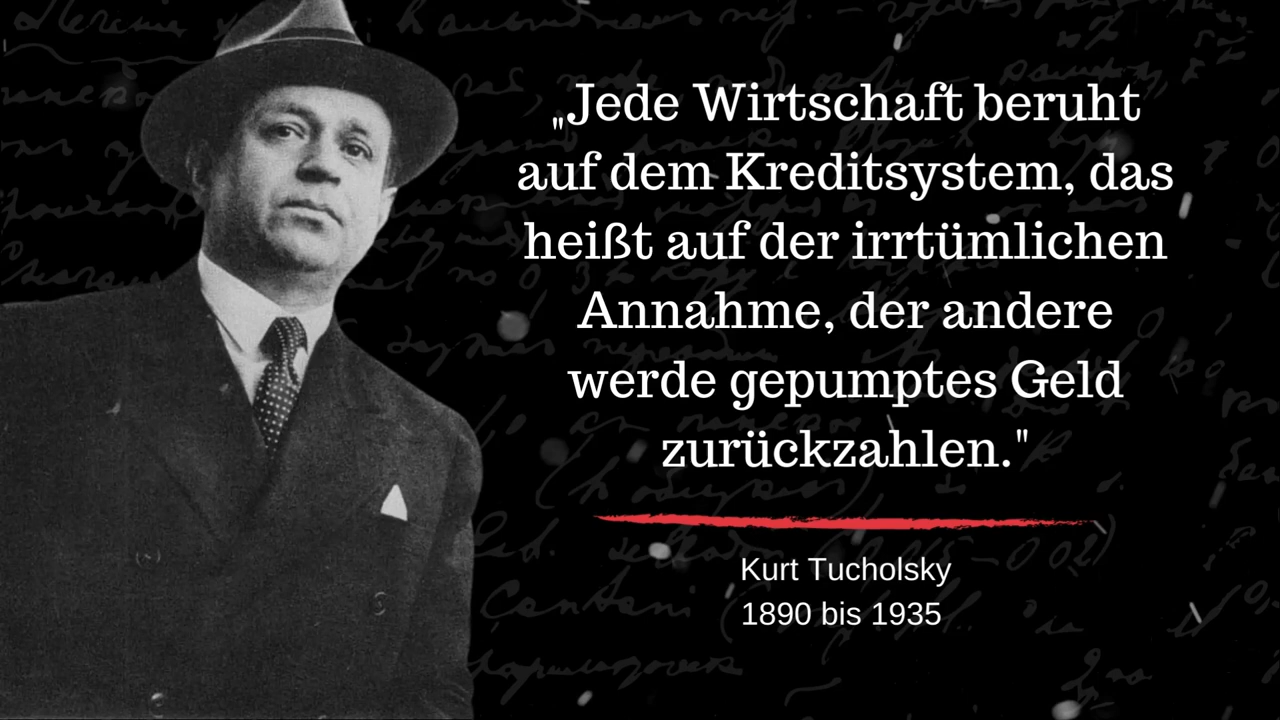 „Jede Wirtschaft beruht
auf dem Kreditsystem, das
heißt auf der irrtümlichen
Annahme, der andere
werde gepumptes Geld
zurückzahlen."
Kurt Tucholsky
1890 bis 1935